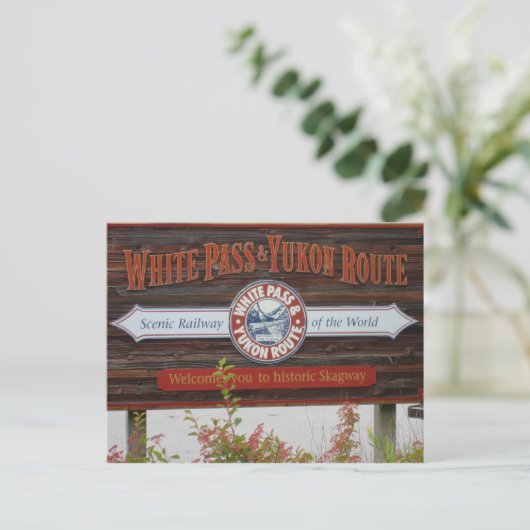 WHITE PASS & YUKON ROUTE
Scenic Railway of the World
WHITE PASS &
YUKON ROUTE
Welcomes you to historic Skagway